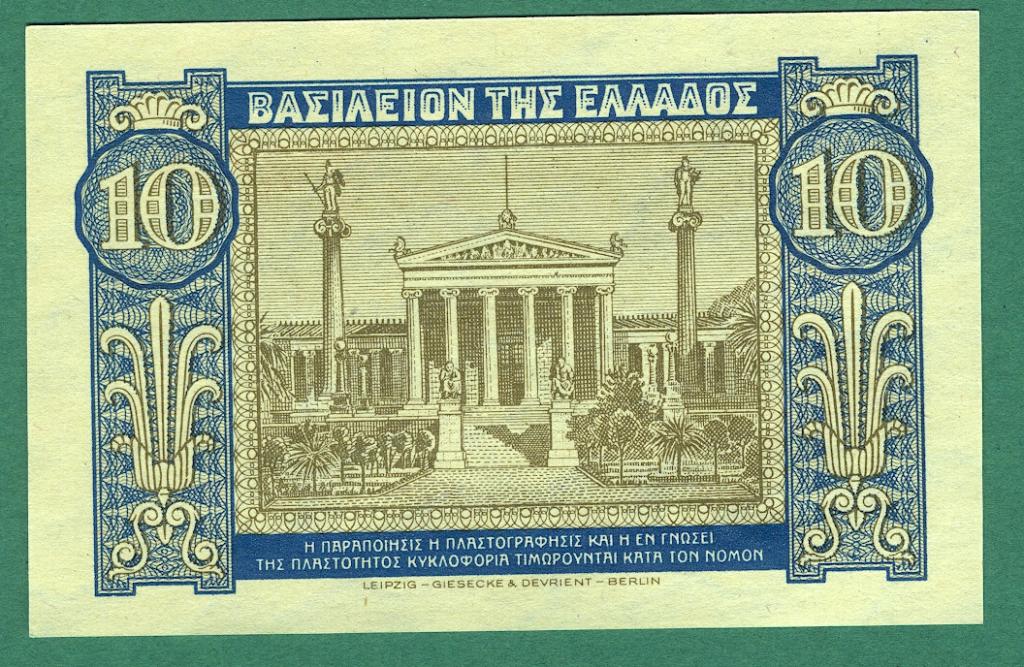 ΒΑΣΙΛΕΙΟΝ ΤΗΣ ΕΛΛΑΔΟΣ
10 10
Η ΠΑΡΑΠΟΙΗΣΙΣ Η ΠΛΑΣΤΟΓΡΑΦΗΣΙΣ ΚΑΙ Η ΕΝ ΓΝΩΣΕΙ
ΤΗΣ ΠΛΑΣΤΟΤΗΤΟΣ ΚΥΚΛΟΦΟΡΙΑ ΤΙΜΩΡΟΥΝΤΑΙ ΚΑΤΑ ΤΟΝ ΝΟΜΟΝ
LEIPZIG – GIESECKE & DEVRIENT – BERLIN